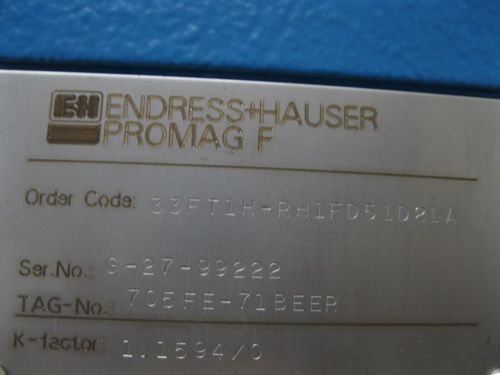 EH ENDRESS+HAUSER
PROMAG F
Order Code: 33FT1H-RH1FD51D21A
Ser.No.: G-27-99222
TAG-No.: 705FE-71BEER
K-factor: 1.1594/0